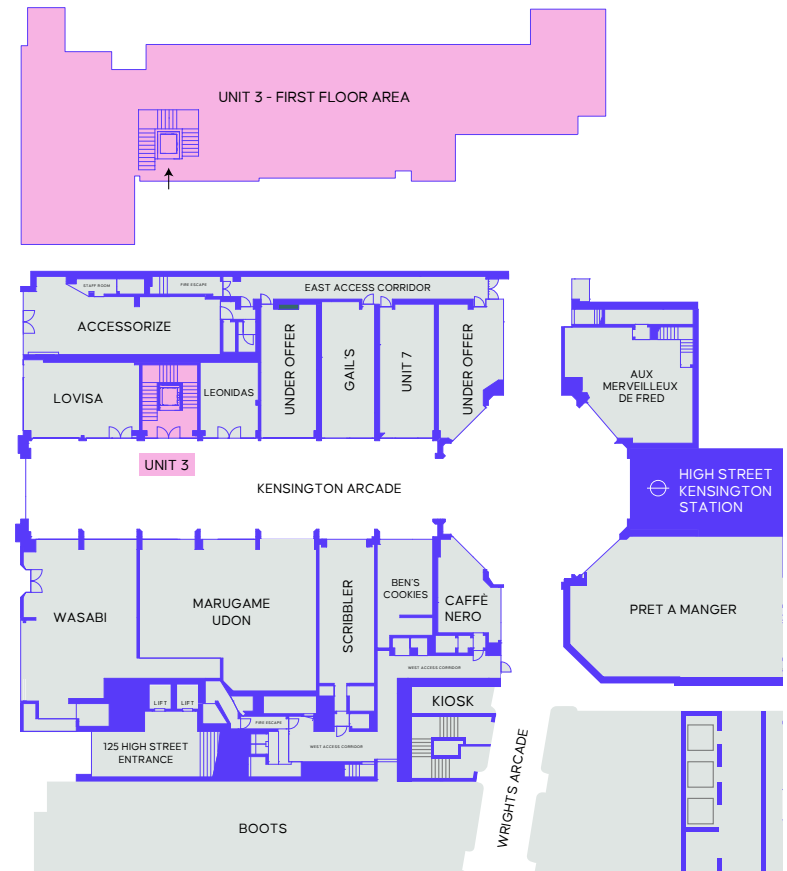 UNIT 3 - FIRST FLOOR AREA
STAFF ROOM
FIRE ESCAPE
EAST ACCESS CORRIDOR
ACCESSORIZE
UNDER OFFER
GAIL'S
UNIT 7
UNDER OFFER
LOVISA
LEONIDAS
AUX
MERVEILLEUX
DE FRED
UNIT 3
KENSINGTON ARCADE
HIGH STREET
KENSINGTON
STATION
WASABI
MARUGAME
UDON
SCRIBBLER
BEN'S
COOKIES
CAFFÈ
NERO
PRET A MANGER
WEST ACCESS CORRIDOR
LIFT
LIFT
KIOSK
FIRE ESCAPE
125 HIGH STREET
ENTRANCE
WEST ACCESS CORRIDOR
WRIGHTS ARCADE
BOOTS